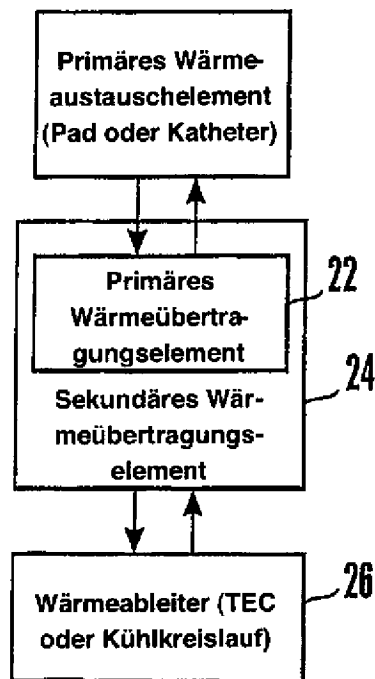 Primäres Wärme-
austauschelement
(Pad oder Katheter)
Primäres
Wärmeübertra-
gungselement
22
24
Sekundäres Wär-
meübertragungs-
element
Wärmeableiter (TEC
oder Kühlkreislauf)
26